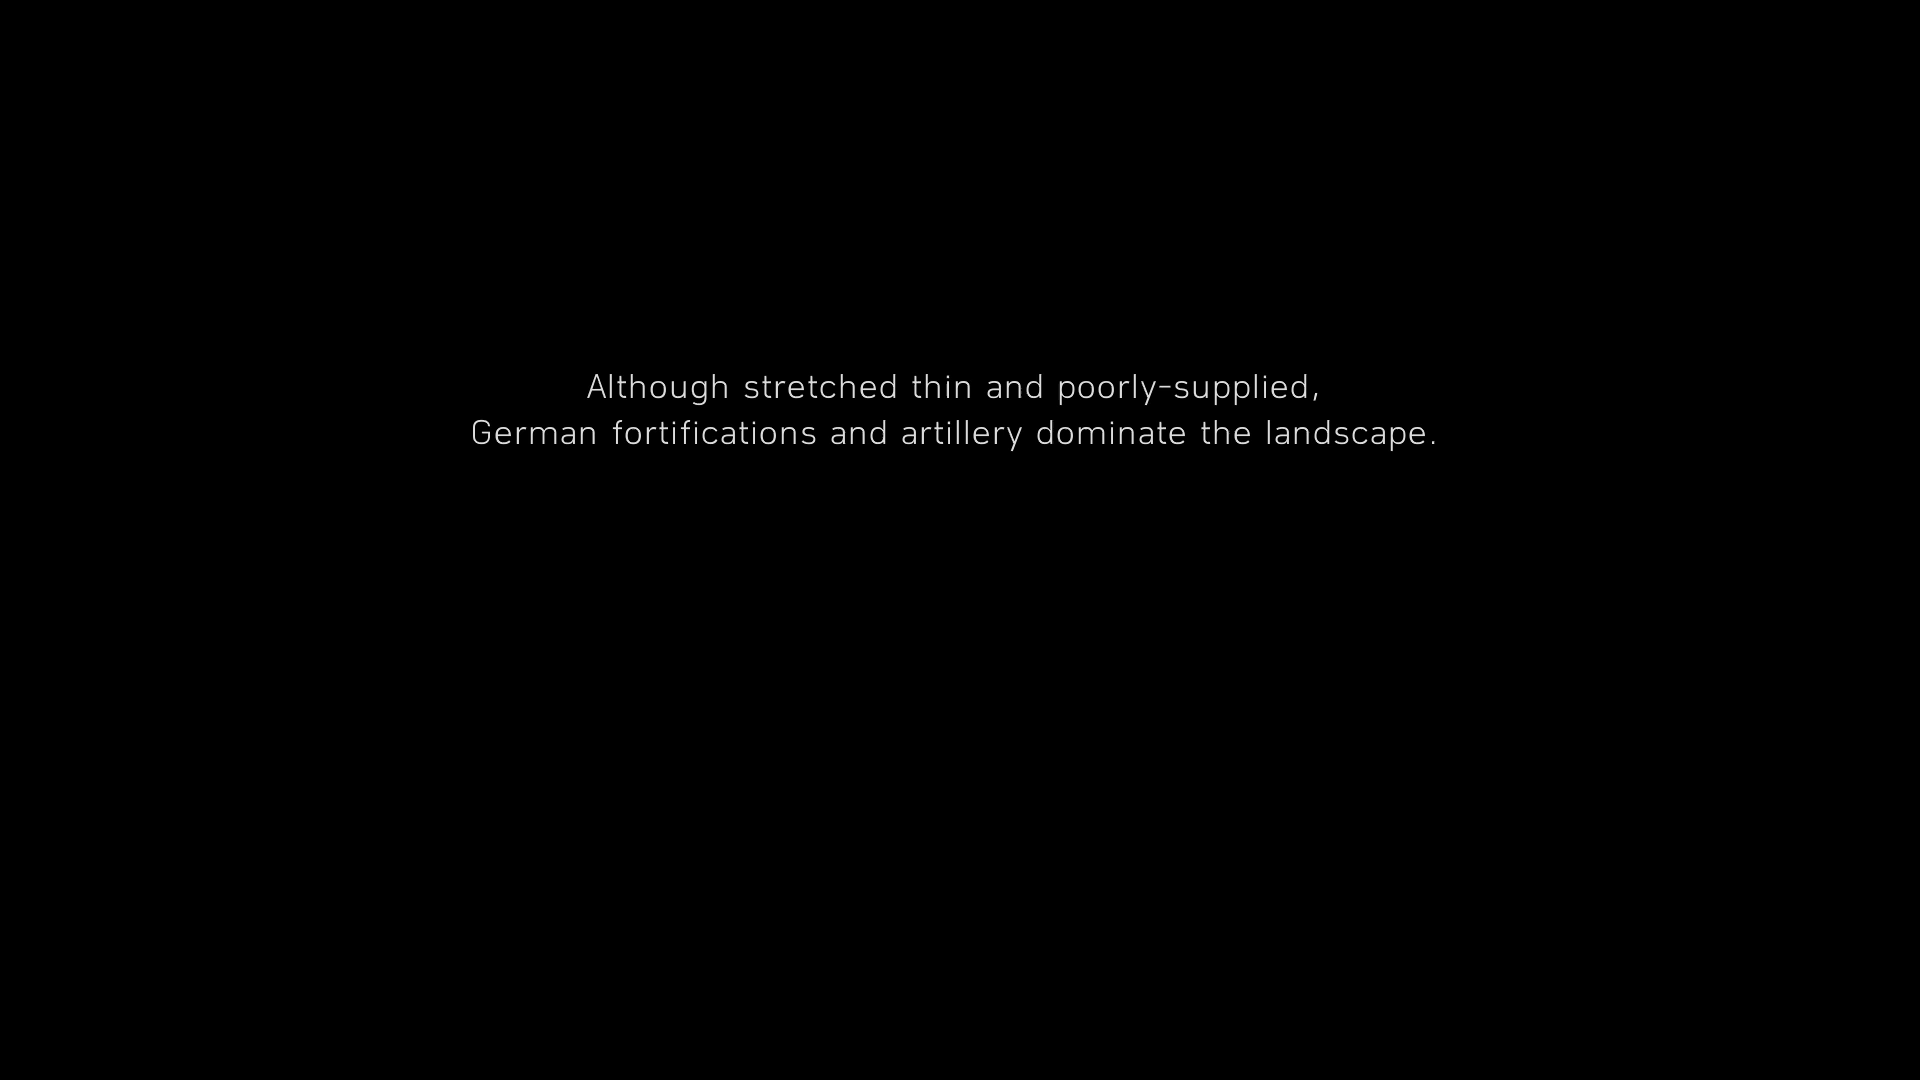 Although stretched thin and poorly-supplied,
German fortifications and artillery dominate the landscape.